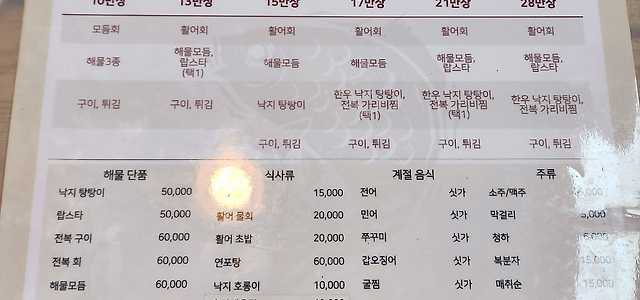 10만상 13만상 15만상 17만상 21만상 28만상
모듬회 활어회 활어회 활어회 활어회 활어회
해물3종 해물모듬, 랍스타 (택1) 해물모듬 해물모듬 해물모듬, 랍스타 해물모듬, 랍스타
구이, 튀김 구이, 튀김 낙지 탕탕이 한우 낙지 탕탕이, 전복 가리비찜 (택1) 한우 낙지 탕탕이, 전복 가리비찜 (택1) 한우 낙지 탕탕이, 전복 가리비찜
구이, 튀김 구이, 튀김 구이, 튀김 구이, 튀김
해물 단품 식사류 계절 음식 주류
낙지 탕탕이 50,000 15,000 전어 싯가 소주/맥주
랍스타 50,000 활어 물회 20,000 민어 싯가 막걸리
전복 구이 60,000 활어 초밥 20,000 쭈꾸미 싯가 청하
전복 회 60,000 연포탕 60,000 갑오징어 싯가 복분자 15,000
해물모듬 60,000 낙지 호롱이 10,000 굴찜 싯가 매취순 15,000